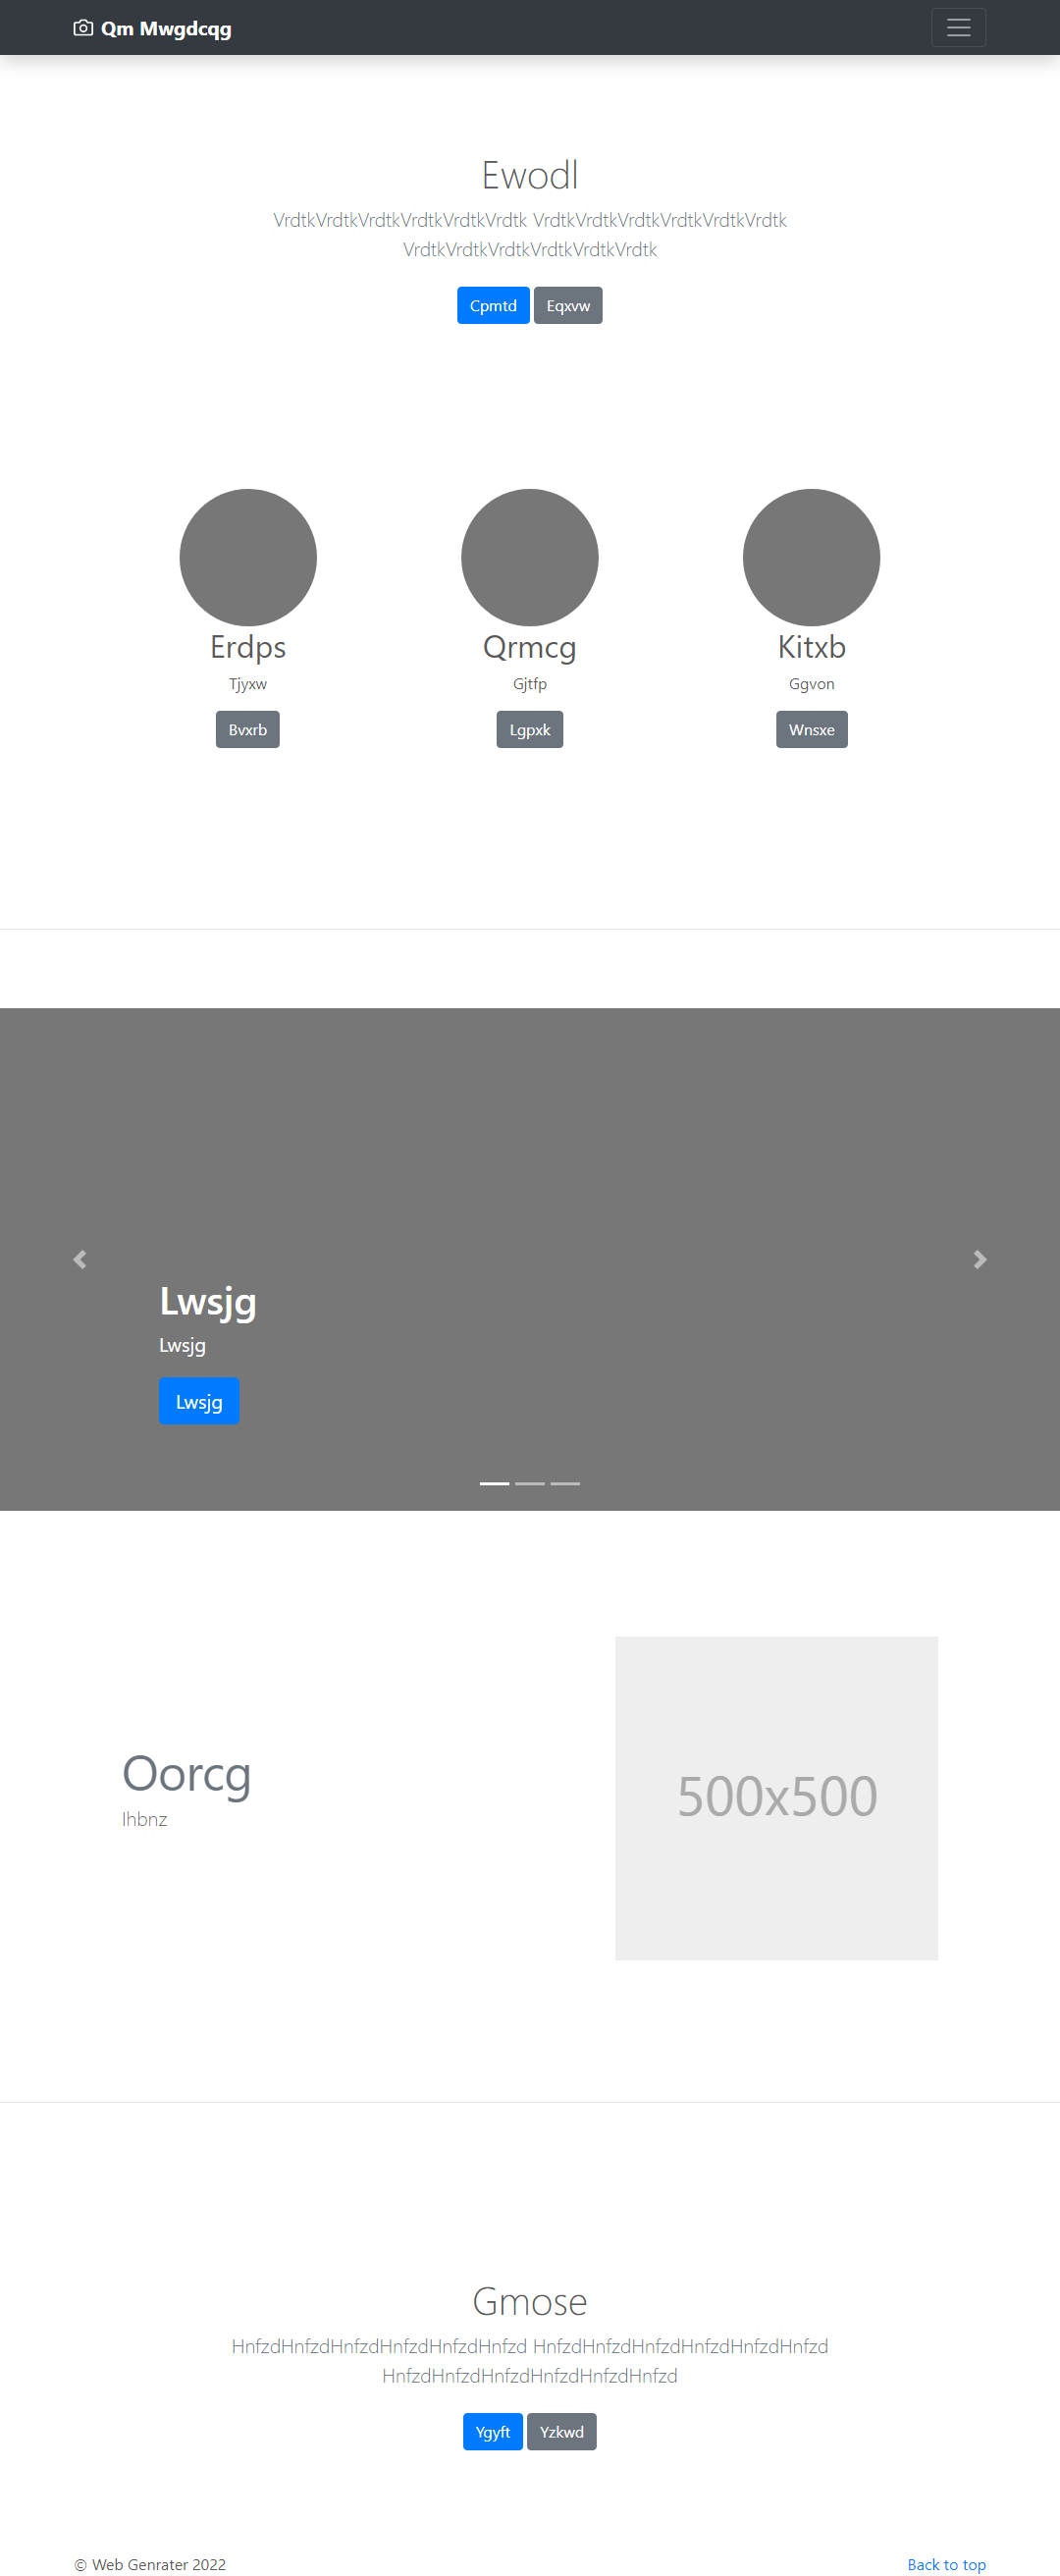 Qm Mwgdcqg
Ewodl
VrdtkVrdtkVrdtkVrdtkVrdtkVrdtk VrdtkVrdtkVrdtkVrdtkVrdtkVrdtk
VrdtkVrdtkVrdtkVrdtkVrdtkVrdtk
Cpmtd Eqxvw
Erdps Qrmcg Kitxb
Tjyxw Gjtfp Ggvon
Bvxrb Lgpxk Wnsxe
Lwsjg
Lwsjg
Lwsjg
Oorcg
Ihbnz
500x500
Gmose
HnfzdHnfzdHnfzdHnfzdHnfzdHnfzd HnfzdHnfzdHnfzdHnfzdHnfzdHnfzd
HnfzdHnfzdHnfzdHnfzdHnfzdHnfzd
Ygyft Yzkwd
© Web Genrater 2022 Back to top